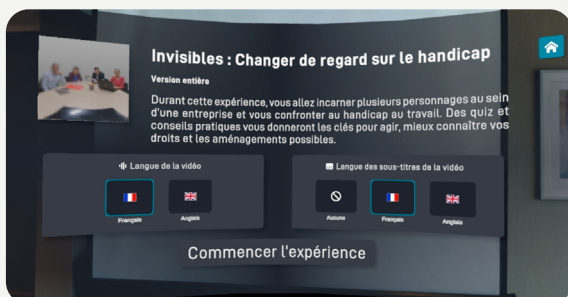 Invisibles : Changer de regard sur le handicap
Version entière
Durant cette expérience, vous allez incarner plusieurs personnages au sein
d'une entreprise et vous confronter au handicap au travail. Des quiz et
conseils pratiques vous donneront les clés pour agir, mieux connaître vos
droits et les aménagements possibles.
Langue de la vidéo
Français
Anglais
Langue des sous-titres de la vidéo
Aucune
Français
Anglais
Commencer l'expérience